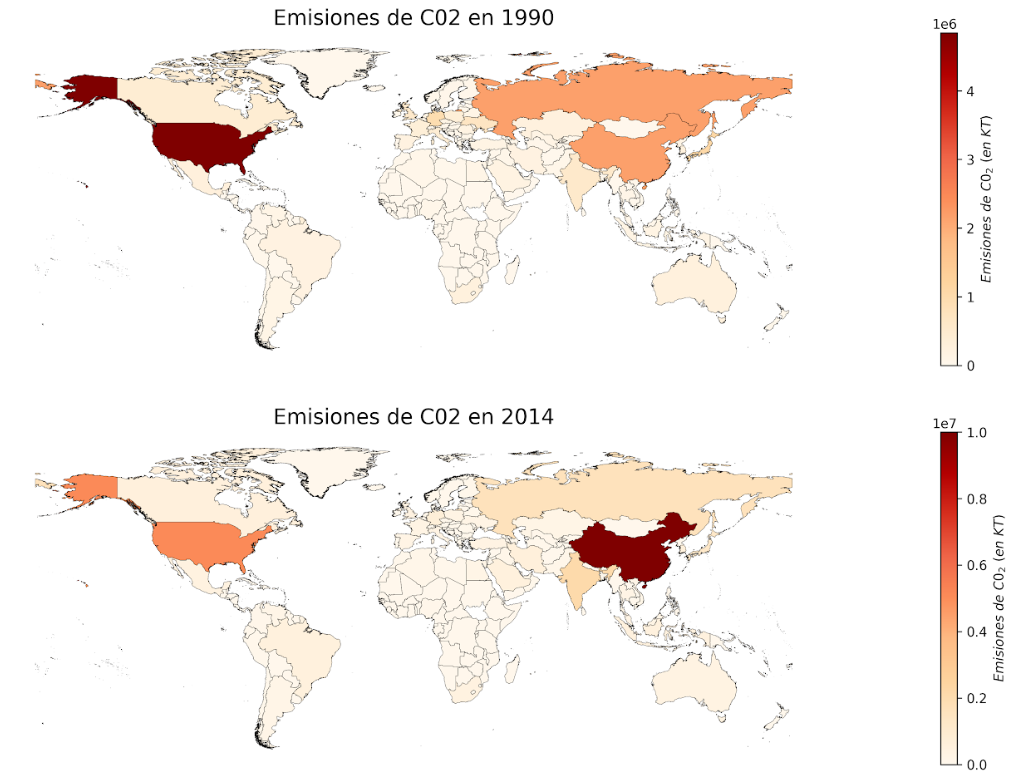 Emisiones de C02 en 1990
1e6
4
3
2
1
0
Emisiones de C0₂ (en KT)
Emisiones de C02 en 2014
1e7
1.0
0.8
0.6
0.4
0.2
0.0
Emisiones de C0₂ (en KT)